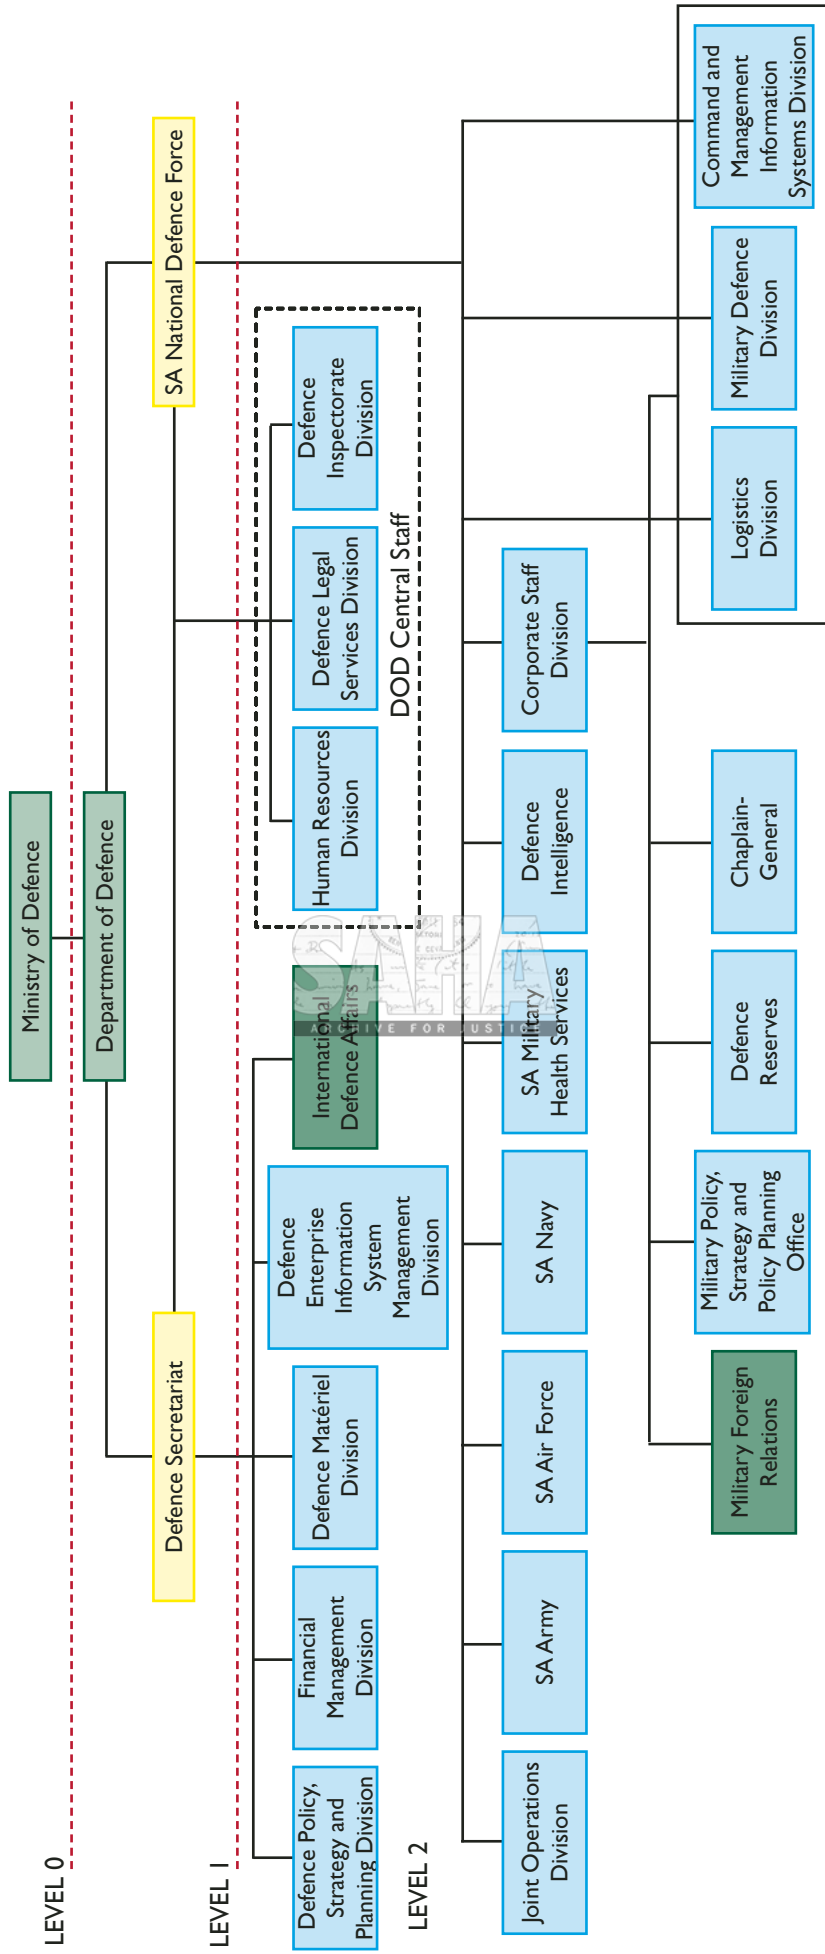 LEVEL 0
Ministry of Defence
Department of Defence
LEVEL 1
Defence Secretariat
SA National Defence Force
Defence Policy,
Strategy and
Planning Division
Financial
Management
Division
Defence Matériel
Division
Defence
Enterprise
Information
System
Management
Division
International
Defence Affairs
Human Resources
Division
Defence Legal
Services Division
Defence
Inspectorate
Division
DOD Central Staff
LEVEL 2
Joint Operations
Division
SA Army
SA Air Force
SA Navy
SA Military
Health Services
Defence
Intelligence
Corporate Staff
Division
Military Foreign
Relations
Military Policy,
Strategy and
Policy Planning
Office
Defence
Reserves
Chaplain-
General
Logistics
Division
Military Defence
Division
Command and
Management
Information
Systems Division
SAHA
ARCHIVE FOR JUSTICE